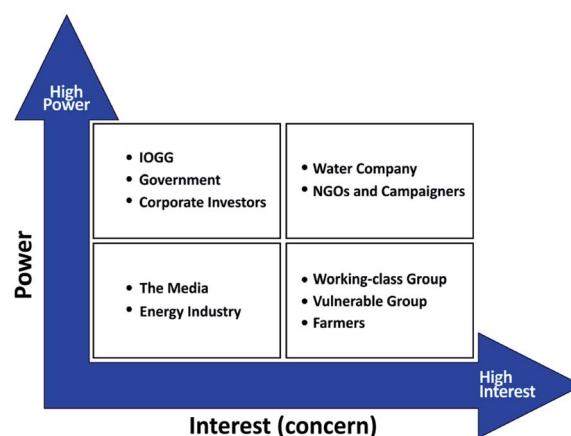 High
Power
• IOGG
• Government
• Corporate Investors
• Water Company
• NGOs and Campaigners
Power
• The Media
• Energy Industry
• Working-class Group
• Vulnerable Group
• Farmers
High
Interest
Interest (concern)